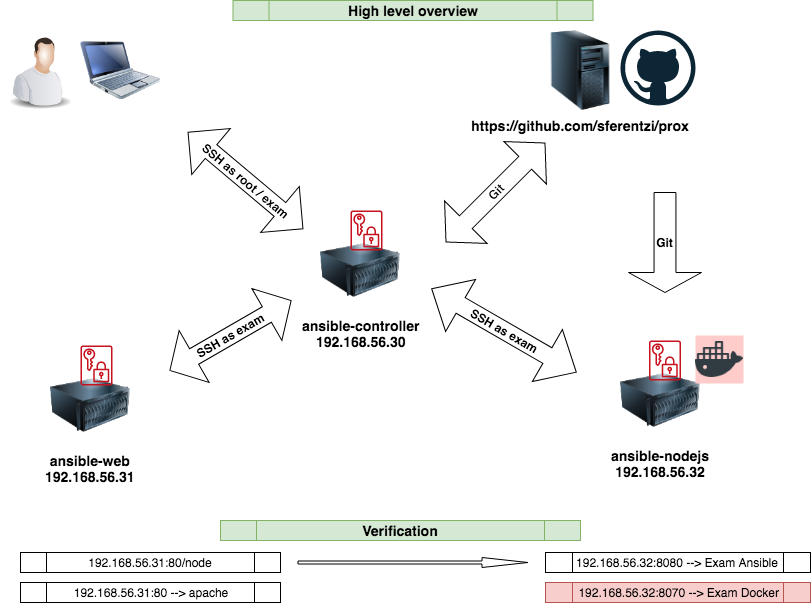 High level overview
https://github.com/sferentzi/prox
SSH as root / exam
Git
Git
ansible-controller
192.168.56.30
SSH as exam
SSH as exam
ansible-web
192.168.56.31
ansible-nodejs
192.168.56.32
Verification
192.168.56.31:80/node
192.168.56.32:8080 --> Exam Ansible
192.168.56.31:80 --> apache
192.168.56.32:8070 --> Exam Docker